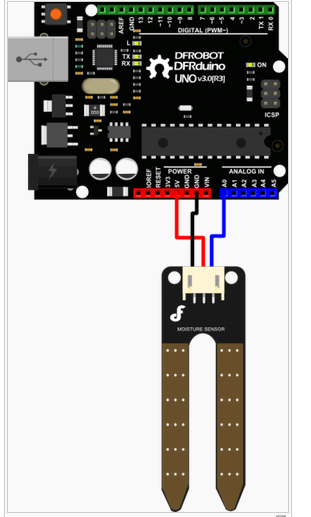 AREF
GND
13
12
~11
~10
~9
8
7
~6
~5
4
~3
2
TX 1
RX 0
DIGITAL (PWM~)
L
TX
RX
DFROBOT
DFRduino
UNO v3.0[R3]
ON
ICSP
POWER
ANALOG IN
IOREF
RESET
3V3
5V
GND
GND
VIN
A0
A1
A2
A3
A4
A5
MOISTURE SENSOR